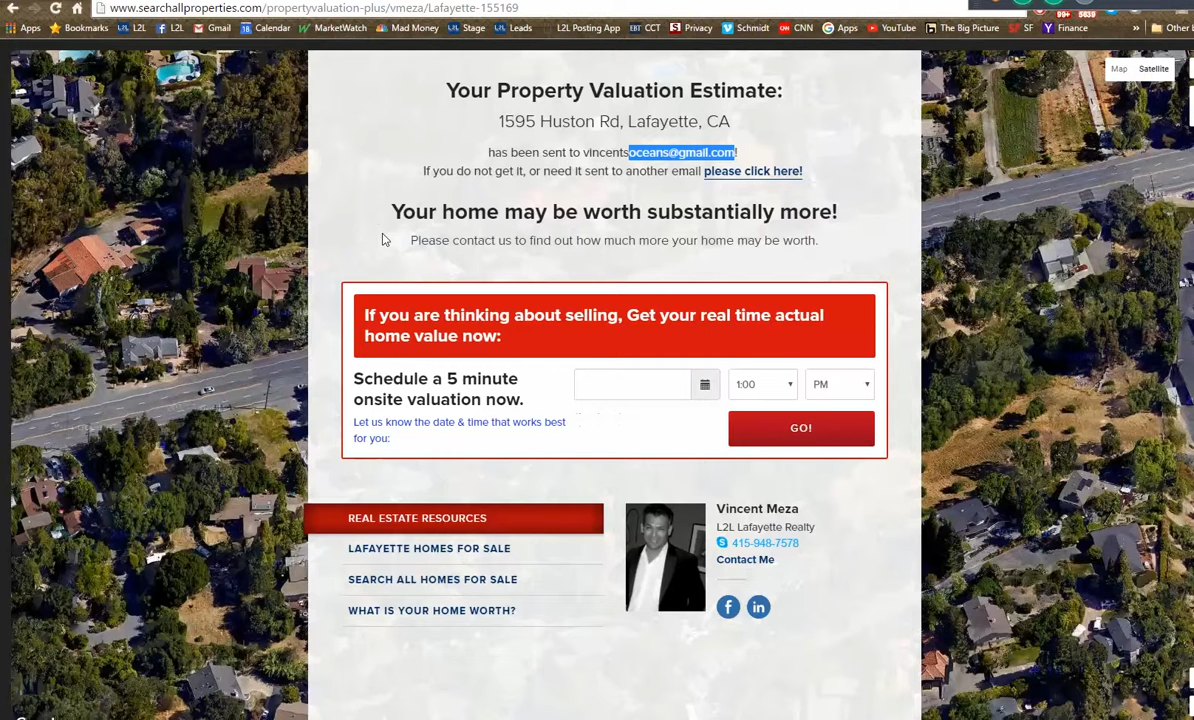 www.searchallproperties.com/propertyvaluation-plus/vmeza/Lafayette-155169
Apps Bookmarks L2L L2L Gmail Calendar MarketWatch Mad Money Stage Leads L2L Posting App CCT Privacy Schmidt CNN Apps YouTube The Big Picture SF Finance » Other
99+ 5639
Map Satellite
Your Property Valuation Estimate:
1595 Huston Rd, Lafayette, CA
has been sent to vincentsoceans@gmail.com!
If you do not get it, or need it sent to another email please click here!
Your home may be worth substantially more!
Please contact us to find out how much more your home may be worth.
If you are thinking about selling, Get your real time actual
home value now:
Schedule a 5 minute
onsite valuation now.
1:00 PM
Let us know the date & time that works best
for you:
GO!
REAL ESTATE RESOURCES
LAFAYETTE HOMES FOR SALE
SEARCH ALL HOMES FOR SALE
WHAT IS YOUR HOME WORTH?
Vincent Meza
L2L Lafayette Realty
415-948-7578
Contact Me